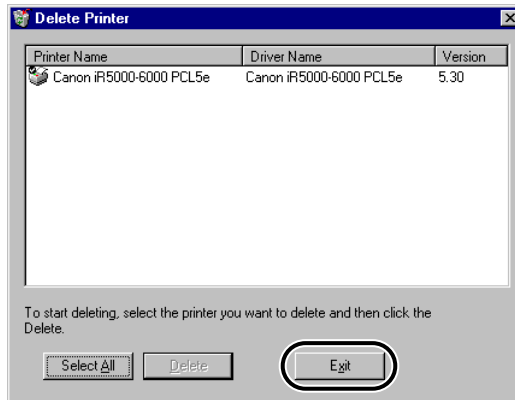 Delete Printer
Printer Name Driver Name Version
Canon iR5000-6000 PCL5e Canon iR5000-6000 PCL5e 5.30
To start deleting, select the printer you want to delete and then click the
Delete.
Select All Delete Exit